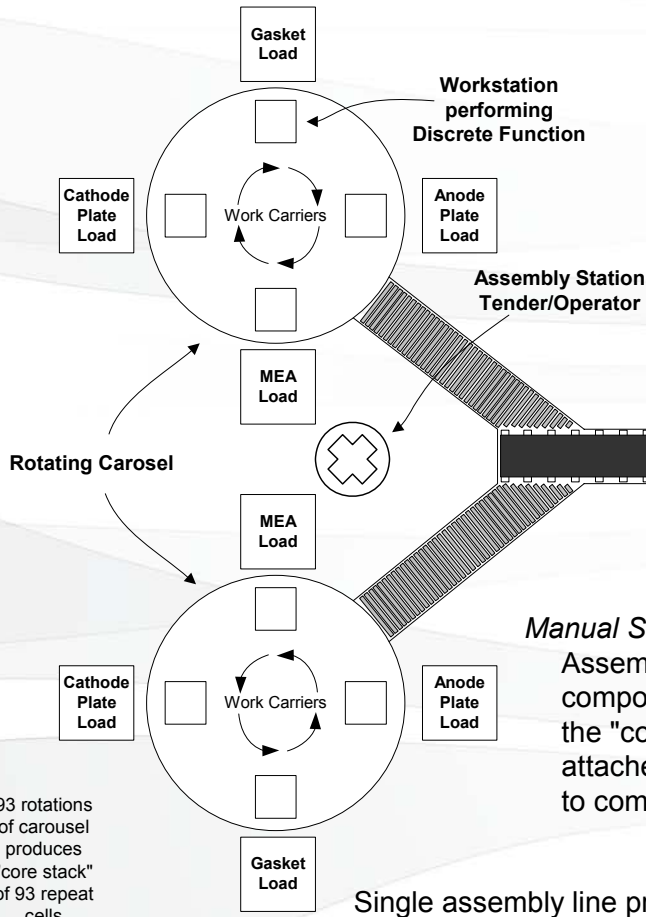 Gasket
Load
Workstation
performing
Discrete Function
Cathode
Plate
Load
Work Carriers
Anode
Plate
Load
Assembly Station
Tender/Operator
MEA
Load
Rotating Carosel
MEA
Load
Cathode
Plate
Load
Work Carriers
Anode
Plate
Load
Manual S
Assem
compo
the "co
attache
to com
93 rotations
of carousel
produces
"core stack"
of 93 repeat
cells
Gasket
Load
Single assembly line pr